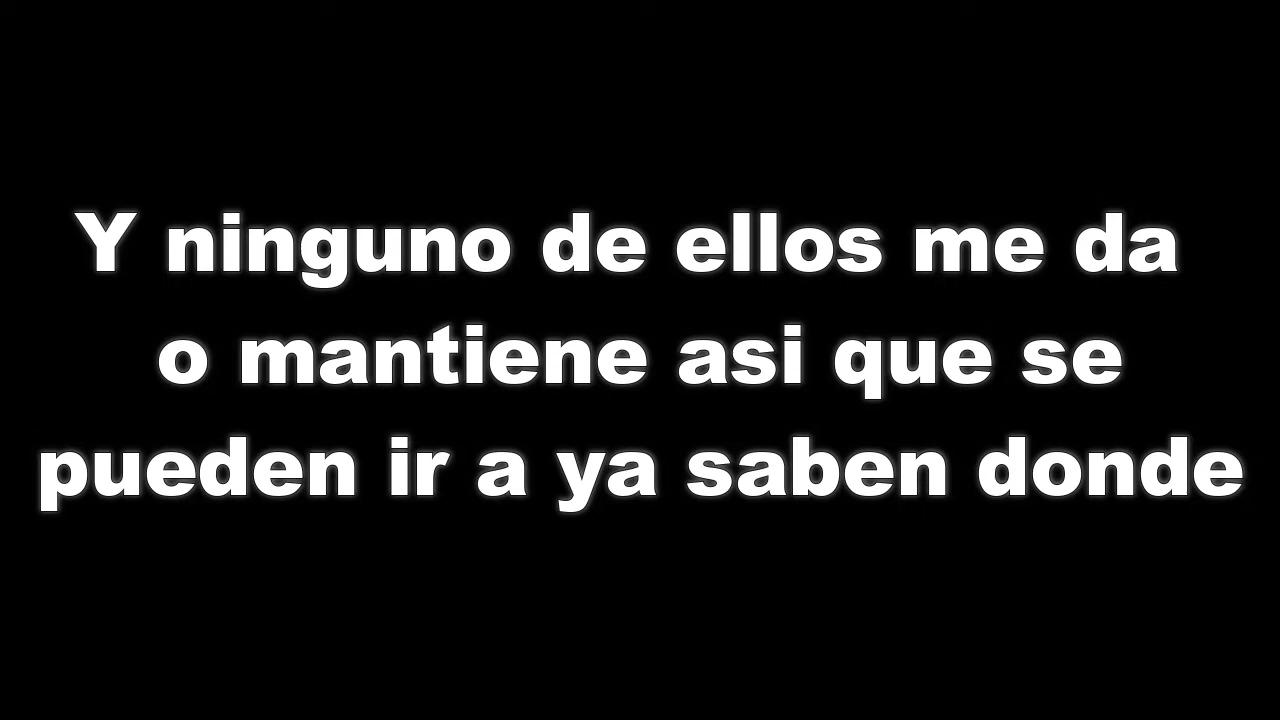 Y ninguno de ellos me da
o mantiene asi que se
pueden ir a ya saben donde